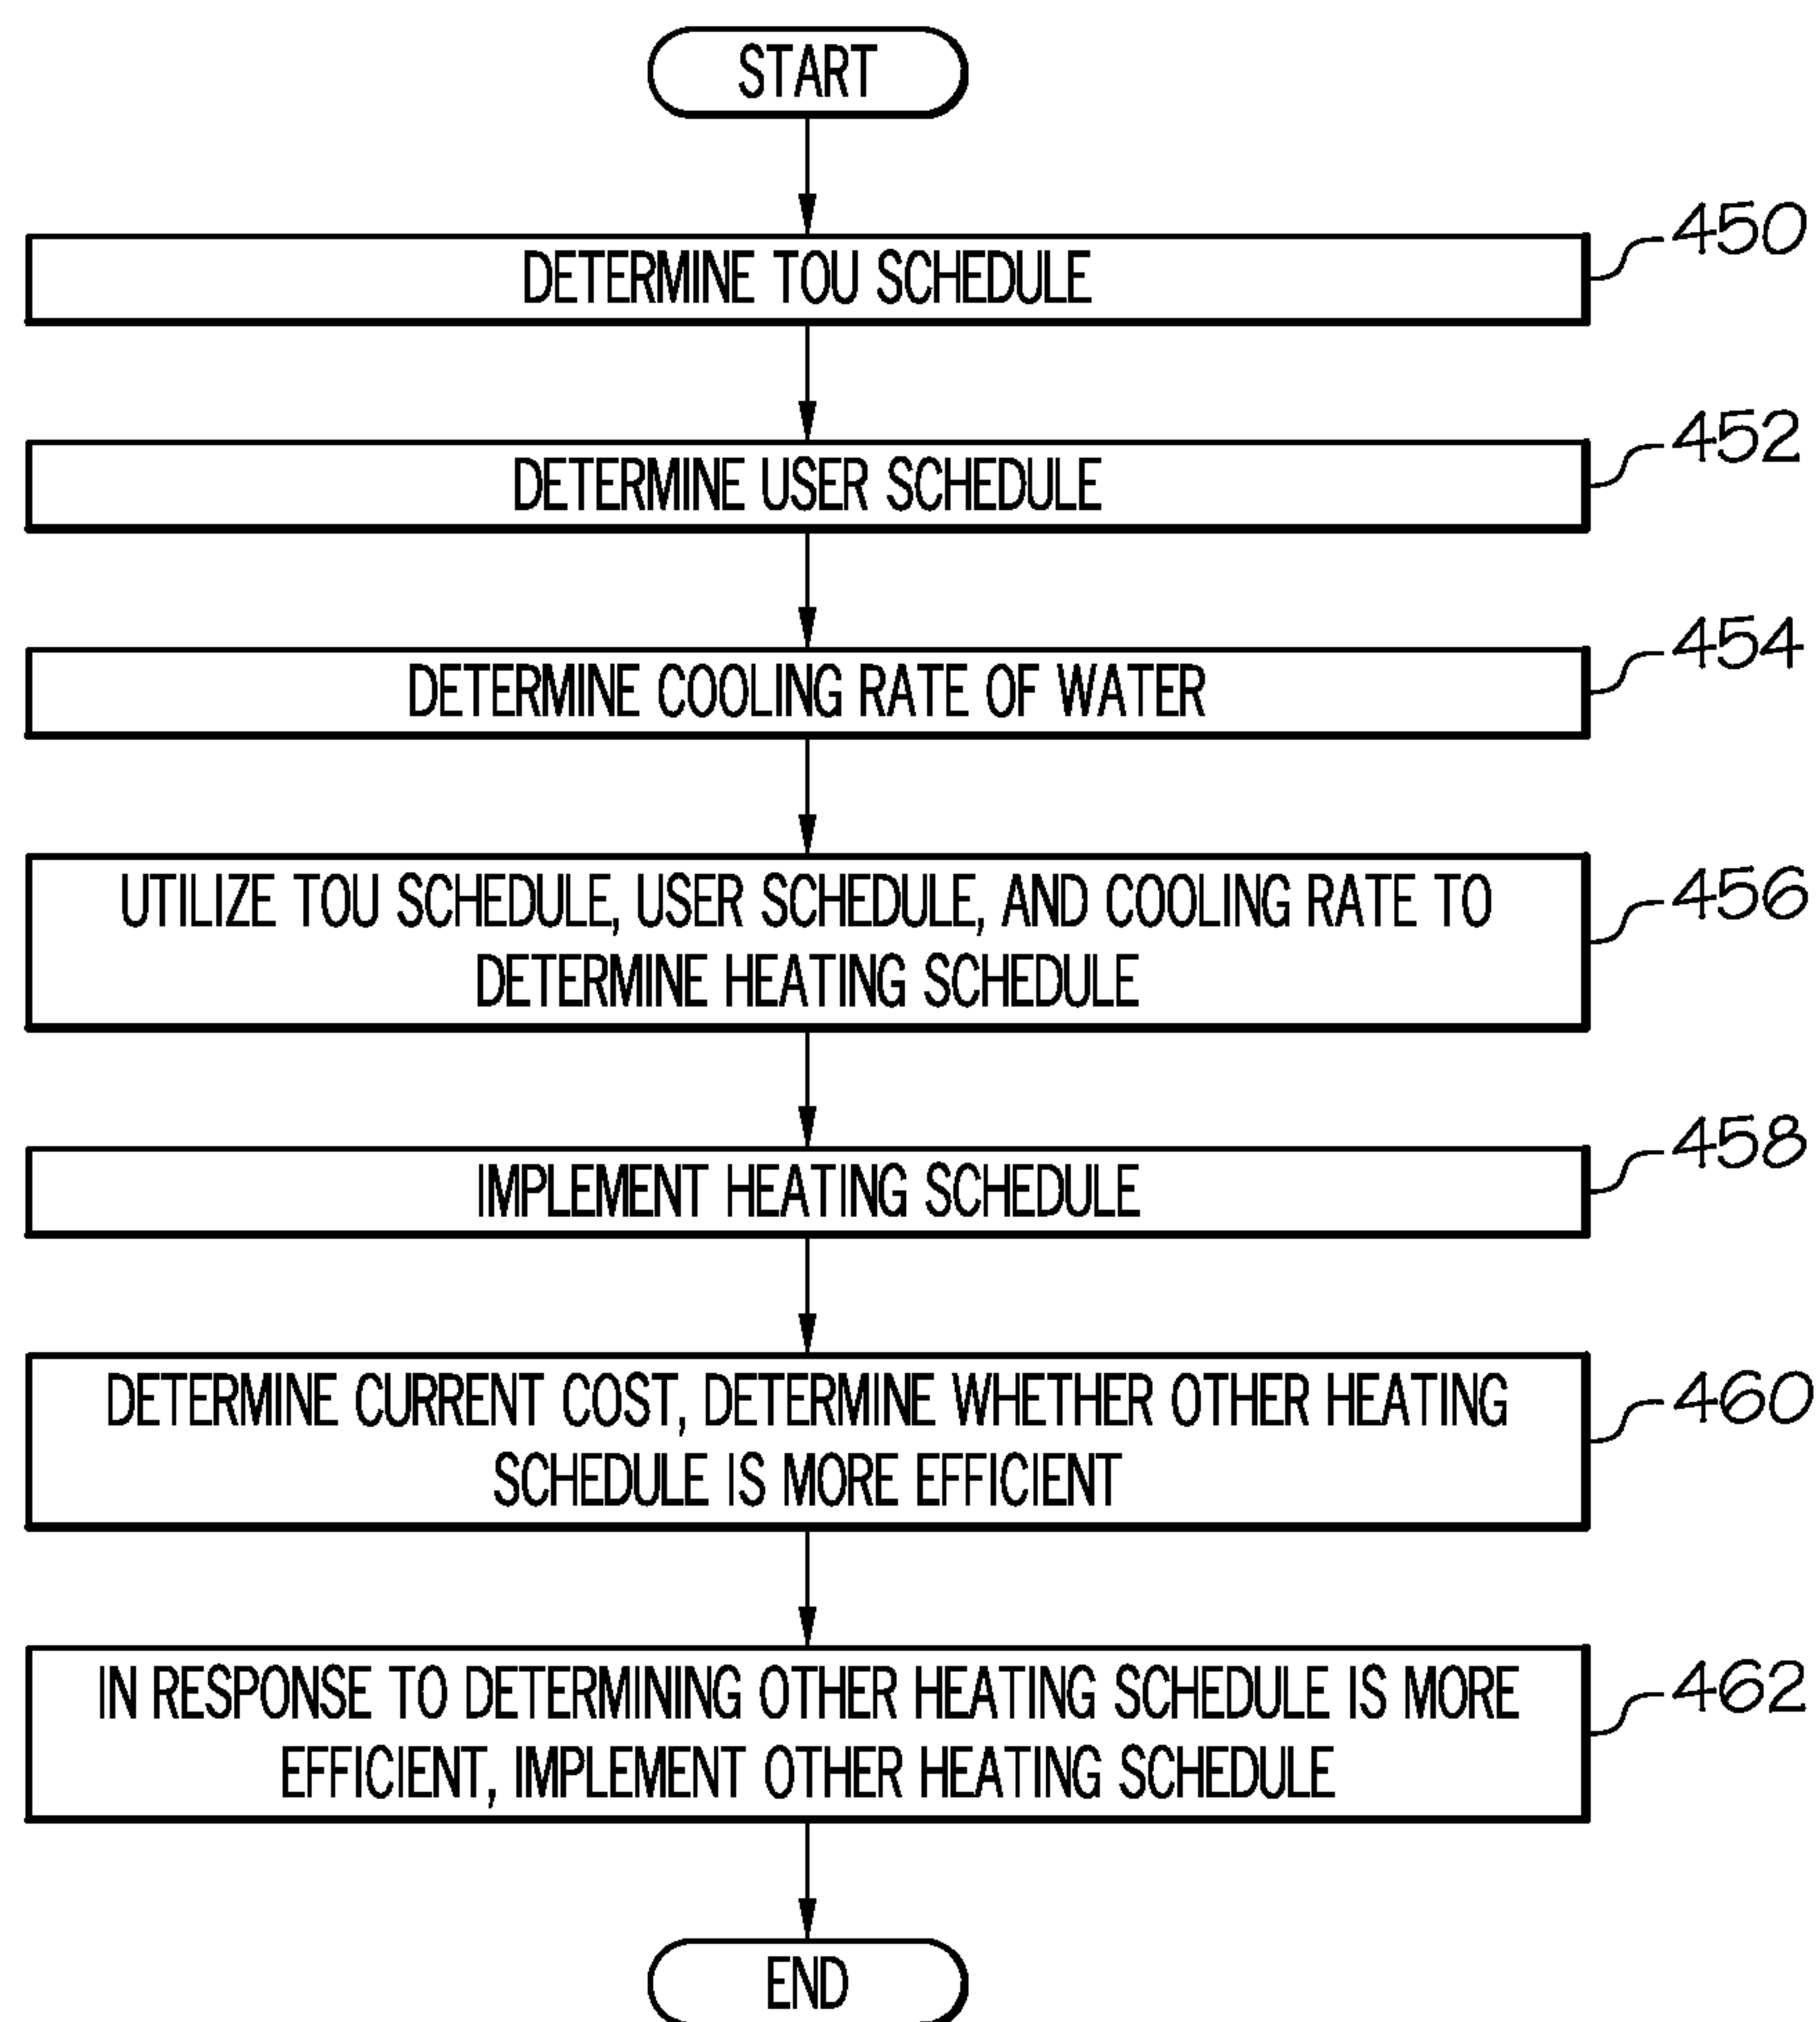 START
DETERMINE TOU SCHEDULE
450
DETERMINE USER SCHEDULE
452
DETERMINE COOLING RATE OF WATER
454
UTILIZE TOU SCHEDULE, USER SCHEDULE, AND COOLING RATE TO
DETERMINE HEATING SCHEDULE
456
IMPLEMENT HEATING SCHEDULE
458
DETERMINE CURRENT COST, DETERMINE WHETHER OTHER HEATING
SCHEDULE IS MORE EFFICIENT
460
IN RESPONSE TO DETERMINING OTHER HEATING SCHEDULE IS MORE
EFFICIENT, IMPLEMENT OTHER HEATING SCHEDULE
462
END